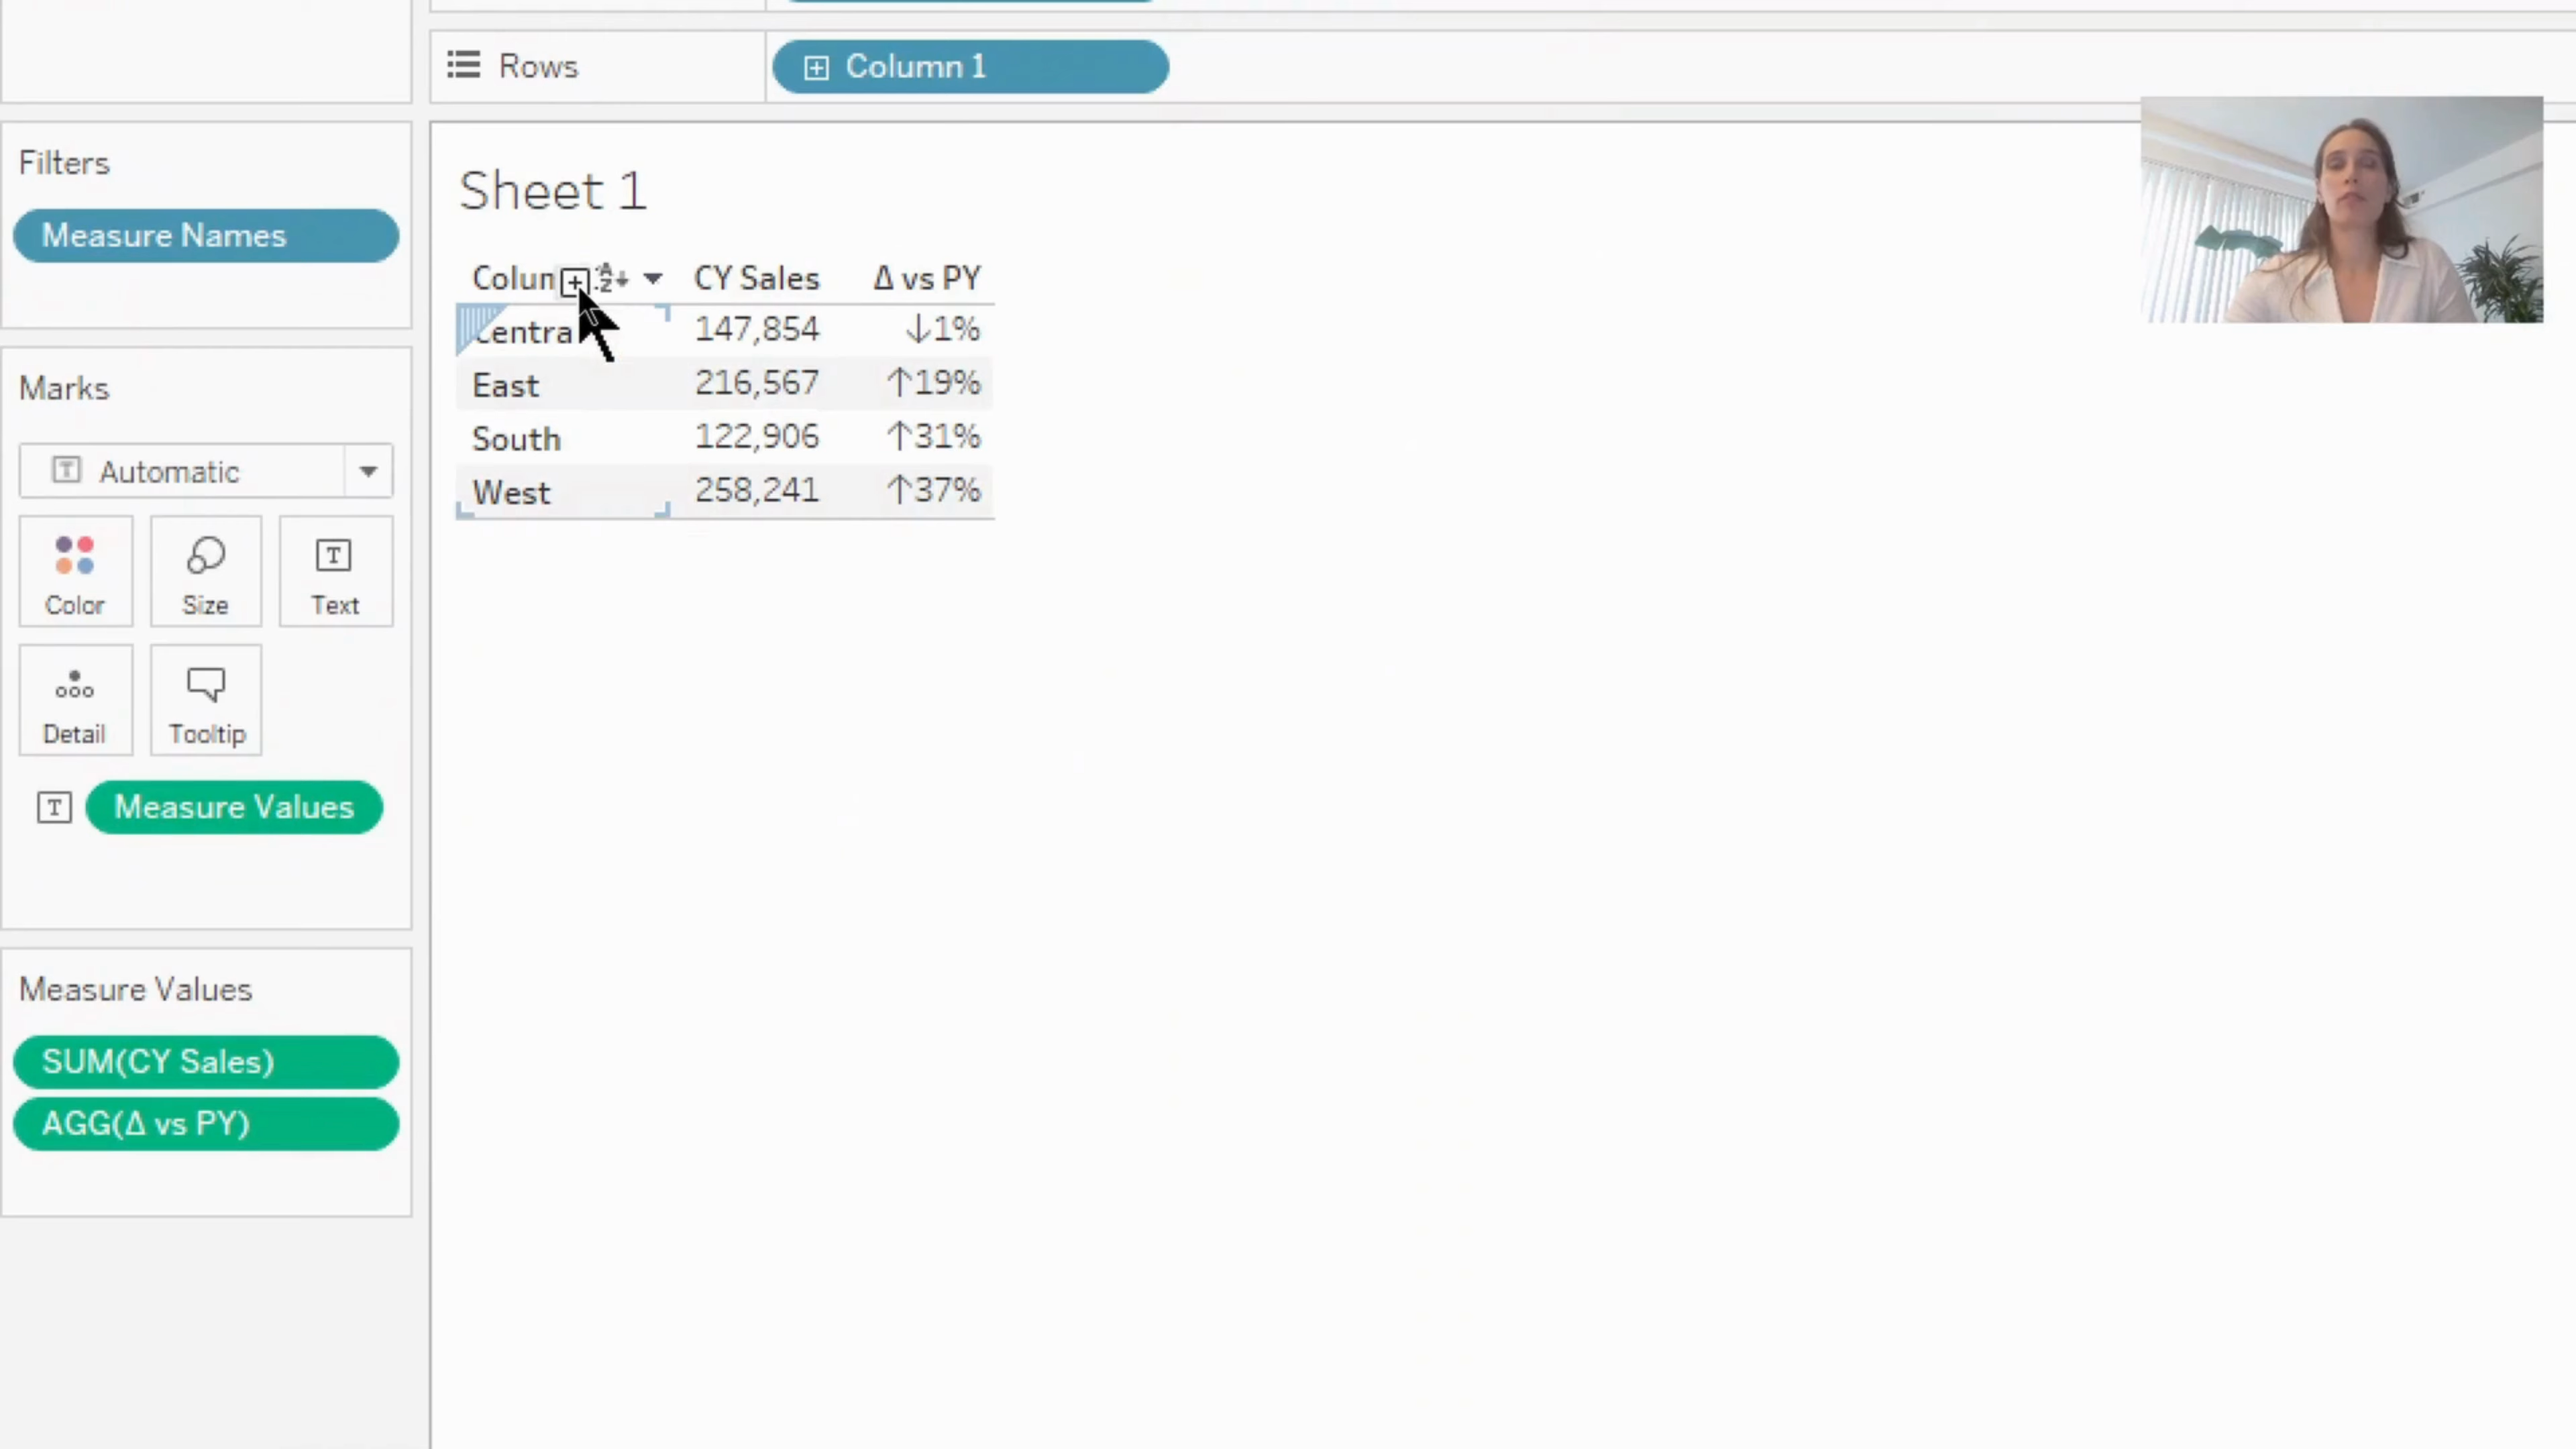 Rows
Column 1
Filters
Measure Names
Sheet 1
Colum CY Sales Δ vs PY
Central 147,854 ↓1%
East 216,567 ↑19%
South 122,906 ↑31%
West 258,241 ↑37%
Marks
Automatic
Color Size Text
Detail Tooltip
Measure Values
Measure Values
SUM(CY Sales)
AGG(Δ vs PY)